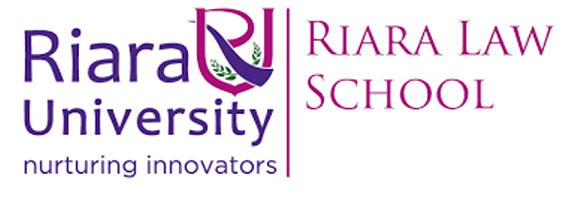 Riara
University
nurturing innovators
RIARA LAW
SCHOOL